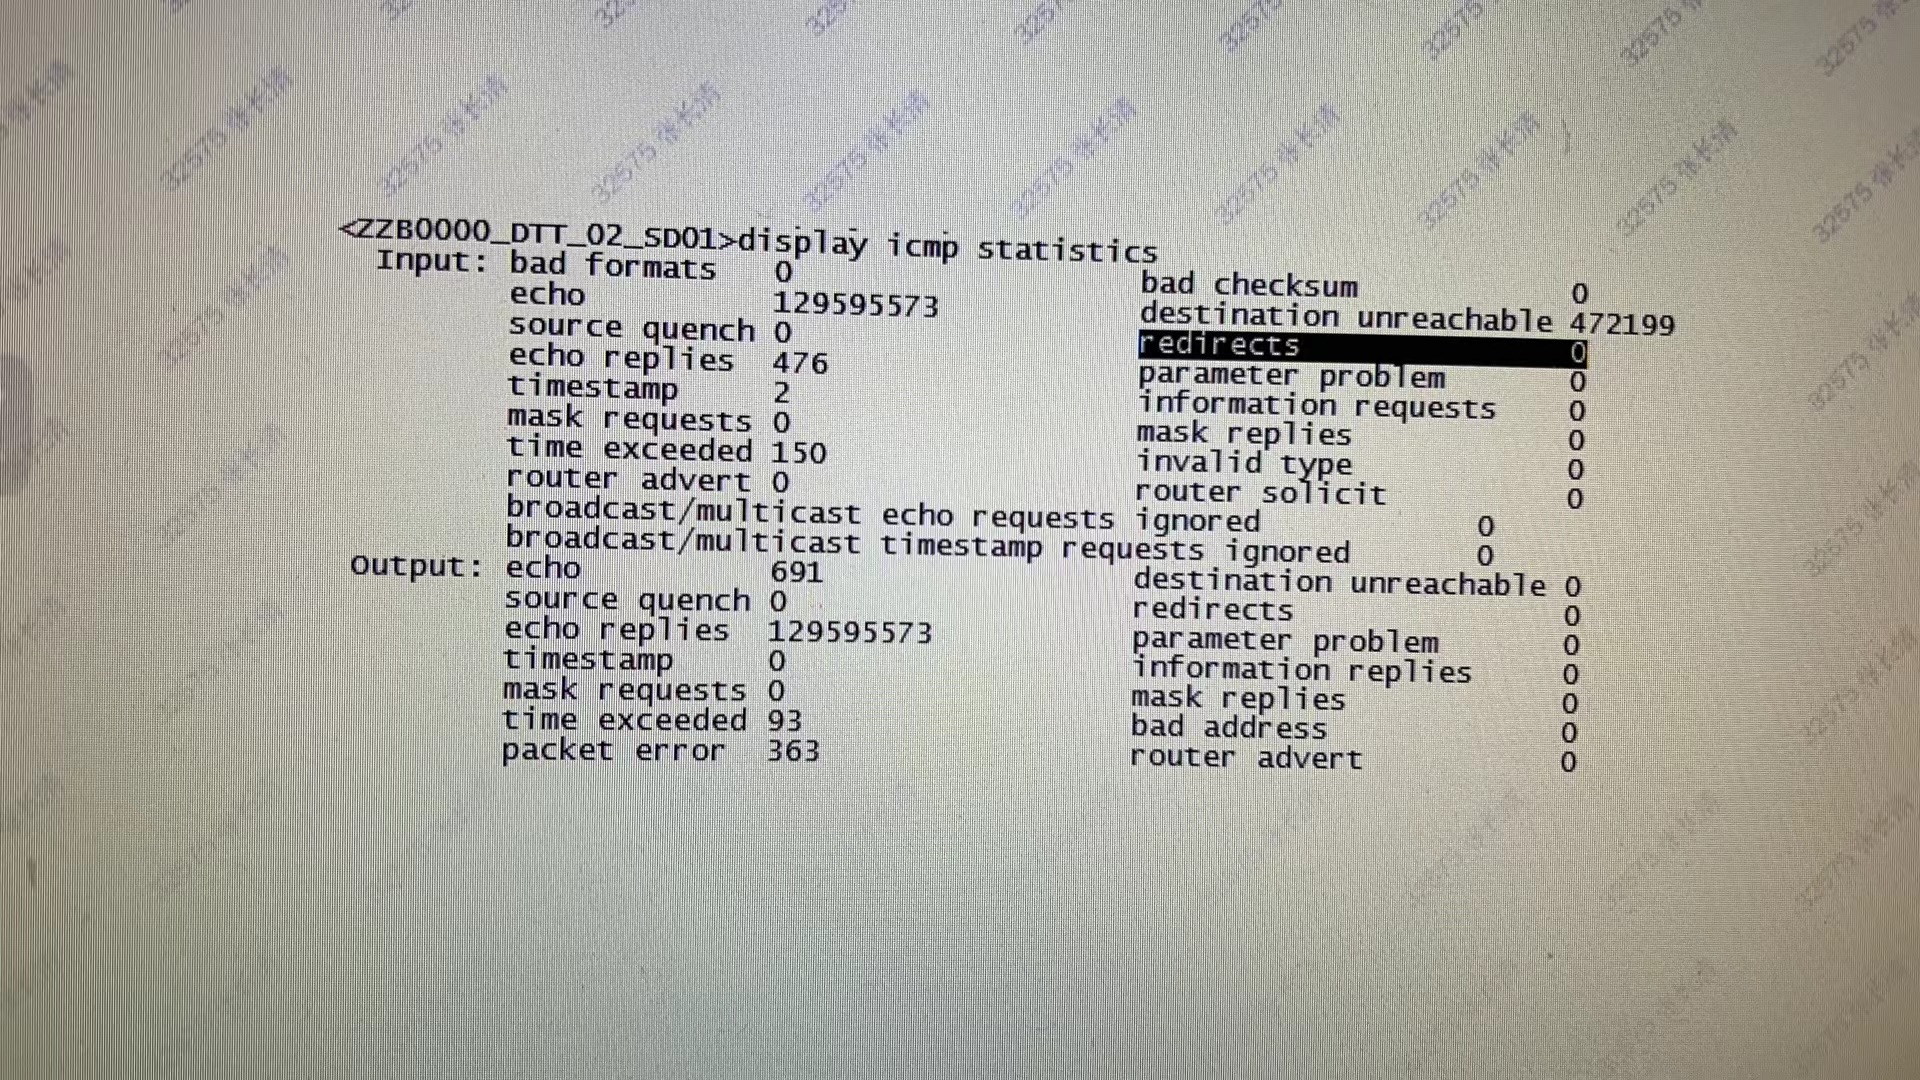 <ZZB0000_DTT_02_SD01>display icmp statistics
Input: bad formats 0 bad checksum 0
echo 129595573 destination unreachable 472199
source quench 0 redirects 0
echo replies 476 parameter problem 0
timestamp 2 information requests 0
mask requests 0 mask replies 0
time exceeded 150 invalid type 0
router advert 0 router solicit 0
broadcast/multicast echo requests ignored 0
broadcast/multicast timestamp requests ignored 0
Output: echo 691 destination unreachable 0
source quench 0 redirects 0
echo replies 129595573 parameter problem 0
timestamp 0 information replies 0
mask requests 0 mask replies 0
time exceeded 93 bad address 0
packet error 363 router advert 0
32575 张长清